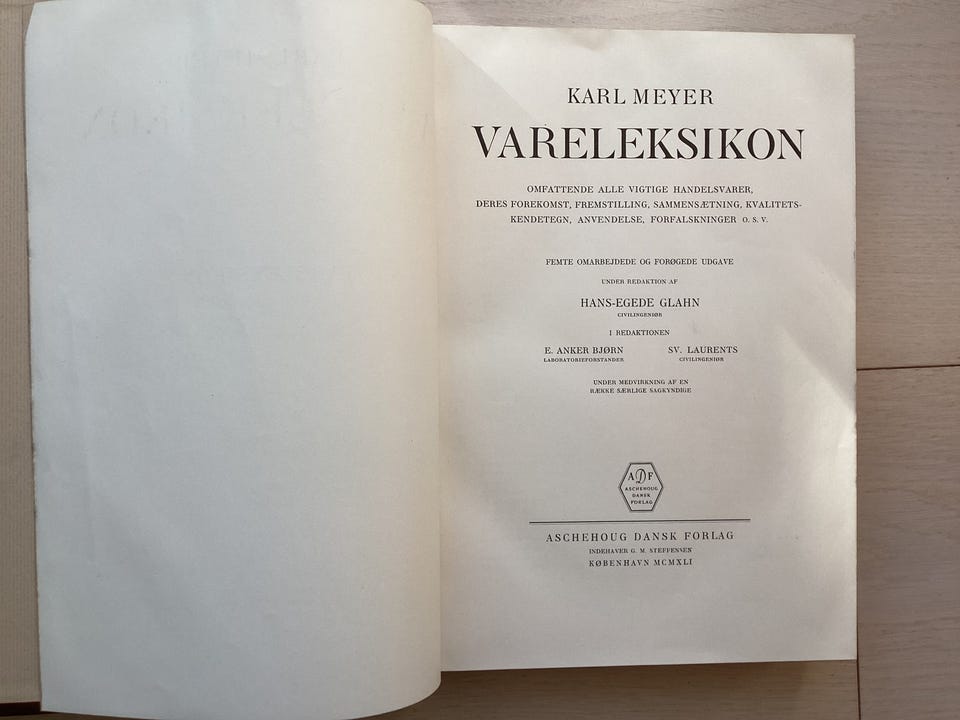 KARL MEYER
VARELEKSIKON
OMFATTENDE ALLE VIGTIGE HANDELSVARER,
DERES FOREKOMST, FREMSTILLING, SAMMENSÆTNING, KVALITETS-
KENDETEGN, ANVENDELSE, FORFALSKNINGER O. S. V.
FEMTE OMARBEJDEDE OG FORØGEDE UDGAVE
UNDER REDAKTION AF
HANS-EGEDE GLAHN
CIVILINGENIØR
I REDAKTIONEN
E. ANKER BJØRN SV. LAURENTS
LABORATORIEFORSTANDER CIVILINGENIØR
UNDER MEDVIRKNING AF EN
RÆKKE SÆRLIGE SAGKYNDIGE
ADF
ASCHEHOUG
DANSK
FORLAG
ASCHEHOUG DANSK FORLAG
INDEHAVER G. M. STEFFENSEN
KØBENHAVN MCMXLI